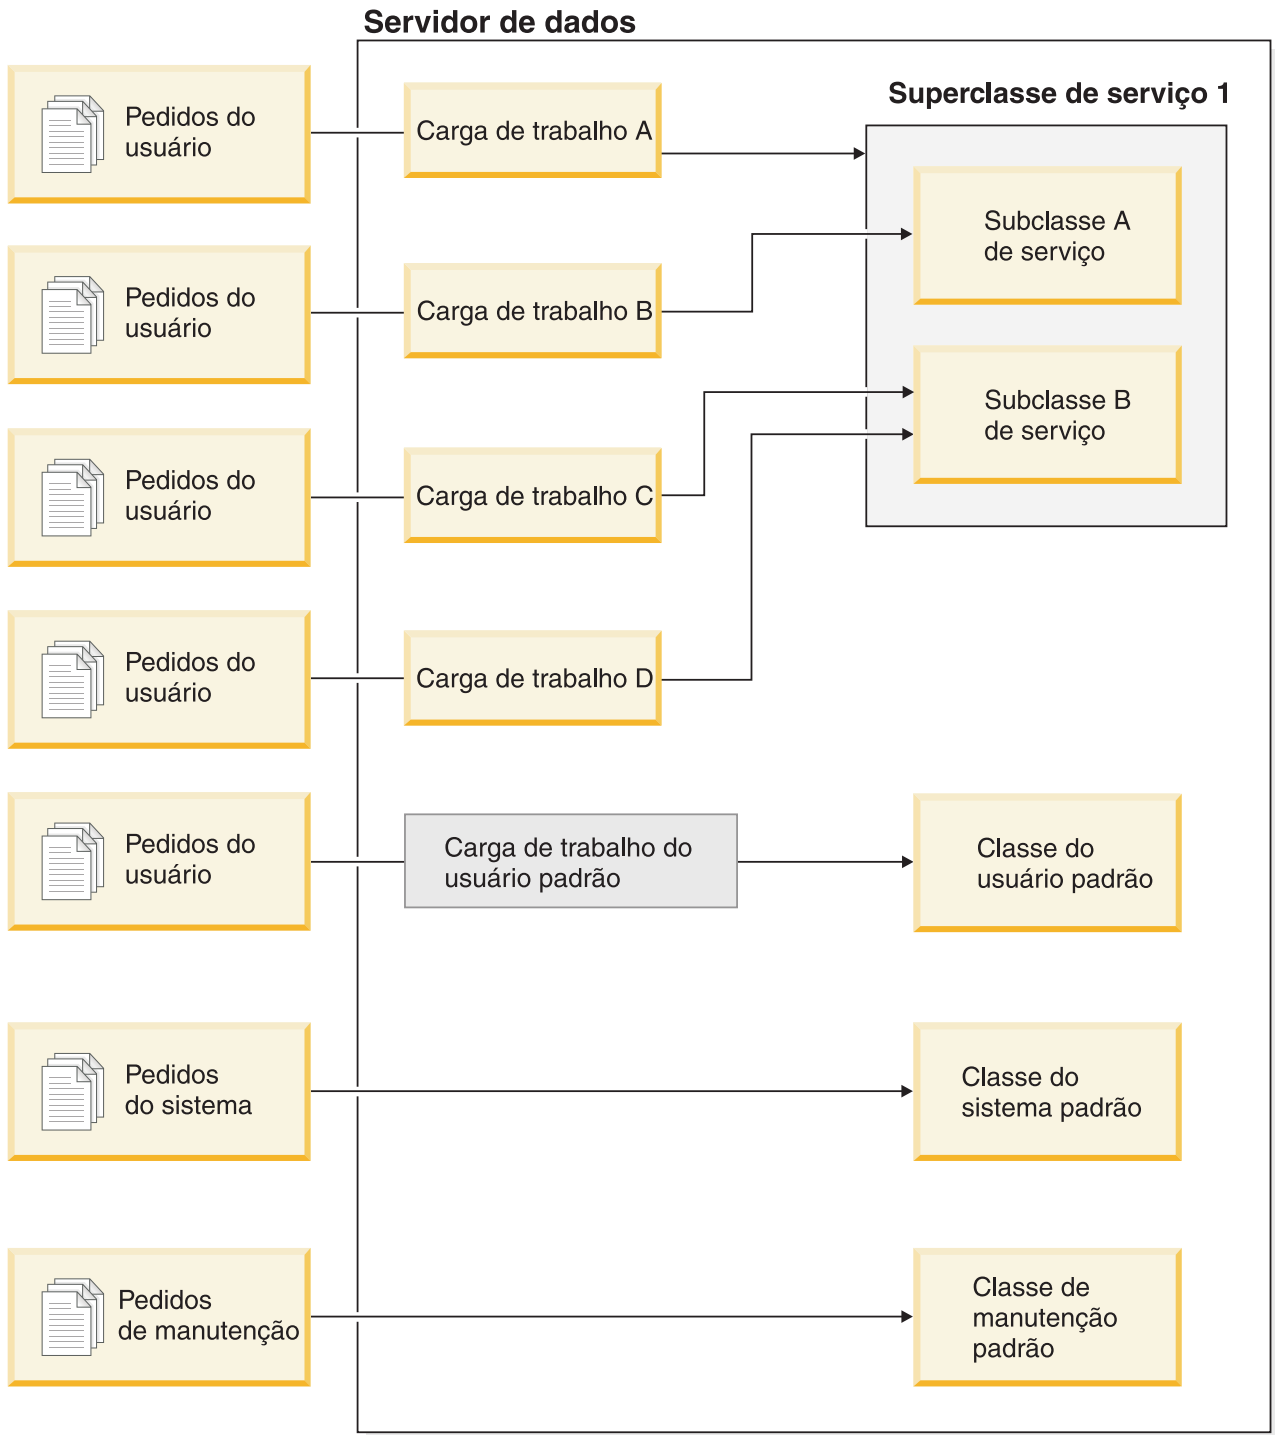 Servidor de dados
Superclasse de serviço 1
Pedidos do
usuário
Carga de trabalho A
Subclasse A
de serviço
Pedidos do
usuário
Carga de trabalho B
Subclasse B
de serviço
Pedidos do
usuário
Carga de trabalho C
Pedidos do
usuário
Carga de trabalho D
Pedidos do
usuário
Carga de trabalho do
usuário padrão
Classe do
usuário padrão
Pedidos
do sistema
Classe do
sistema padrão
Pedidos
de manutenção
Classe de
manutenção
padrão